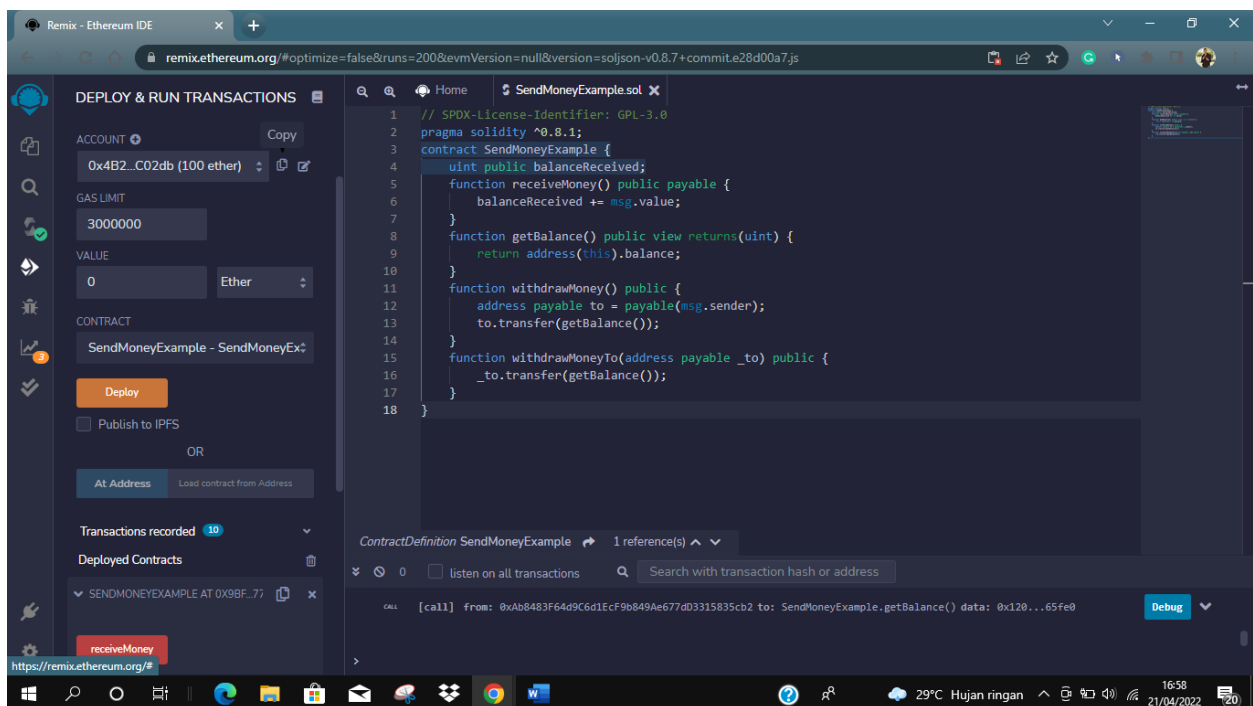 Remix - Ethereum IDE
remix.ethereum.org/#optimize=false&runs=200&evmVersion=null&version=soljson-v0.8.7+commit.e28d00a7.js
DEPLOY & RUN TRANSACTIONS
ACCOUNT
Copy
0x4B2...C02db (100 ether)
GAS LIMIT
3000000
VALUE
0
Ether
CONTRACT
SendMoneyExample - SendMoneyEx
3
Deploy
Publish to IPFS
OR
At Address
Load contract from Address
Transactions recorded 10
Deployed Contracts
SENDMONEYEXAMPLE AT 0X9BF...77
receiveMoney
https://remix.ethereum.org/#
Home
SendMoneyExample.sol
1 // SPDX-License-Identifier: GPL-3.0
2 pragma solidity ^0.8.1;
3 contract SendMoneyExample {
4 uint public balanceReceived;
5 function receiveMoney() public payable {
6 balanceReceived += msg.value;
7 }
8 function getBalance() public view returns(uint) {
9 return address(this).balance;
10 }
11 function withdrawMoney() public {
12 address payable to = payable(msg.sender);
13 to.transfer(getBalance());
14 }
15 function withdrawMoneyTo(address payable _to) public {
16 _to.transfer(getBalance());
17 }
18 }
ContractDefinition SendMoneyExample 1 reference(s)
0 listen on all transactions
Search with transaction hash or address
CALL [call] from: 0xAb8483F64d9C6d1EcF9b849Ae677dD3315835cb2 to: SendMoneyExample.getBalance() data: 0x120...65fe0
Debug
>
29°C Hujan ringan
16:58
21/04/2022
20